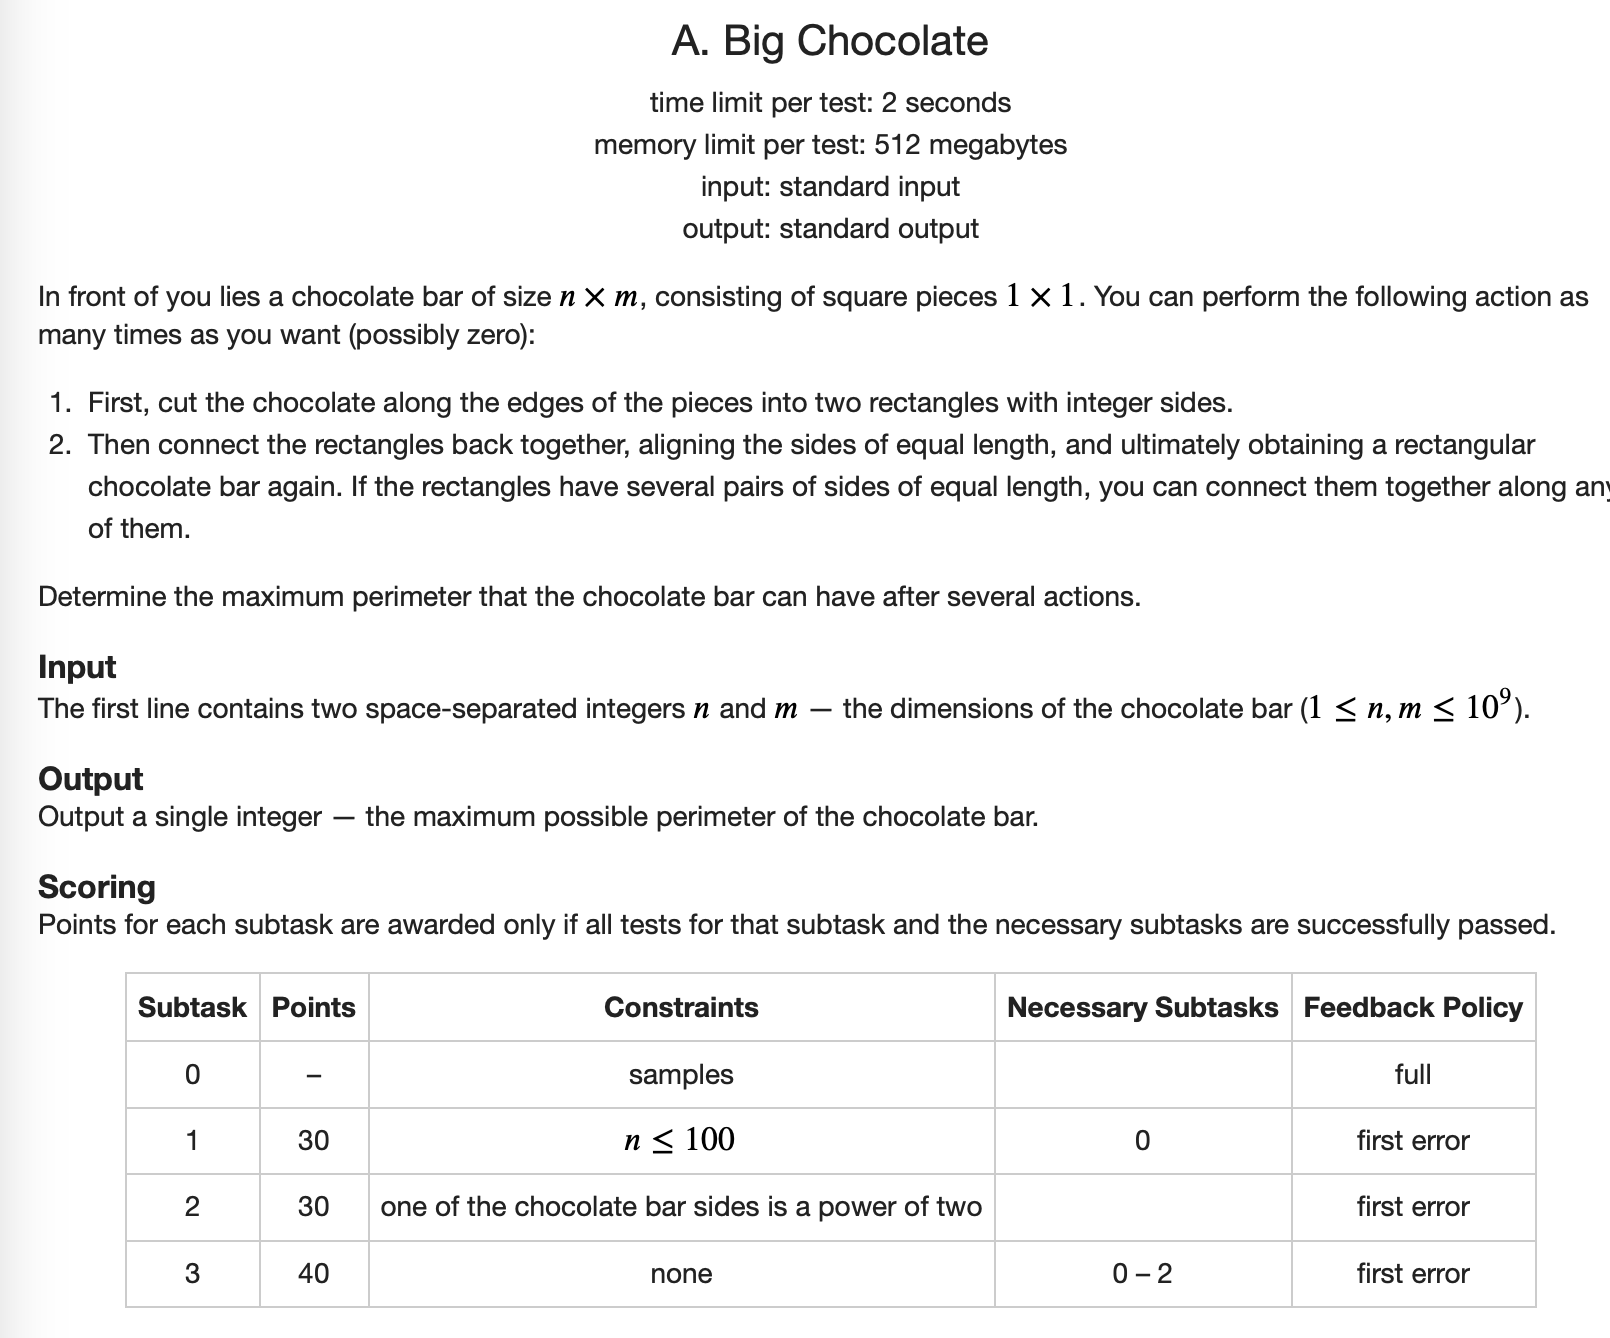 A. Big Chocolate
time limit per test: 2 seconds
memory limit per test: 512 megabytes
input: standard input
output: standard output
In front of you lies a chocolate bar of size n × m, consisting of square pieces 1 × 1. You can perform the following action as
many times as you want (possibly zero):
1. First, cut the chocolate along the edges of the pieces into two rectangles with integer sides.
2. Then connect the rectangles back together, aligning the sides of equal length, and ultimately obtaining a rectangular
chocolate bar again. If the rectangles have several pairs of sides of equal length, you can connect them together along any
of them.
Determine the maximum perimeter that the chocolate bar can have after several actions.
Input
The first line contains two space-separated integers n and m — the dimensions of the chocolate bar (1 ≤ n, m ≤ 10⁹).
Output
Output a single integer — the maximum possible perimeter of the chocolate bar.
Scoring
Points for each subtask are awarded only if all tests for that subtask and the necessary subtasks are successfully passed.
Subtask Points Constraints Necessary Subtasks Feedback Policy
0 – samples full
1 30 n ≤ 100 0 first error
2 30 one of the chocolate bar sides is a power of two first error
3 40 none 0 – 2 first error